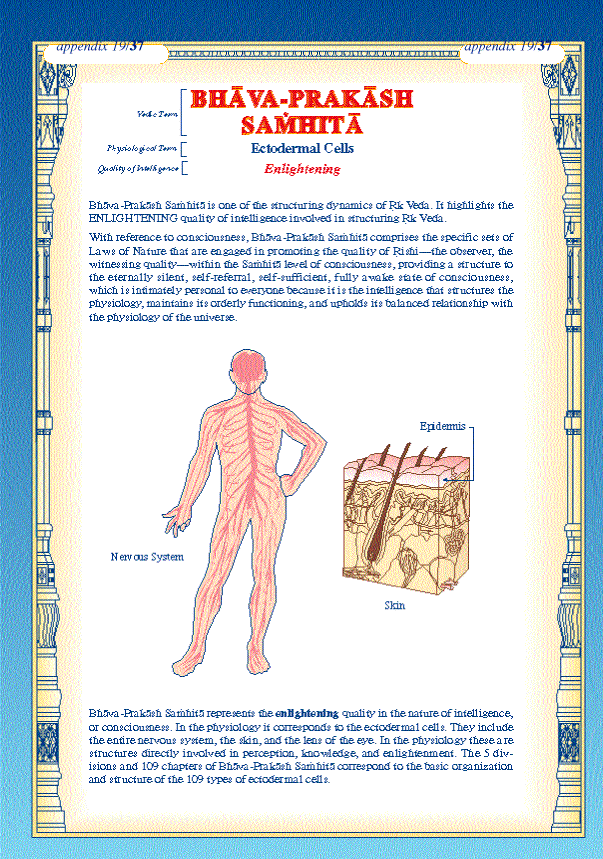 appendix 19/37
appendix 19/37
Vedic Term
BHĀVA-PRAKĀSH
SAṀHITĀ
Physiological Term
Ectodermal Cells
Quality of Intelligence
Enlightening
Bhāva-Prakāsh Saṁhitā is one of the structuring dynamics of Ṛk Veda. It highlights the
ENLIGHTENING quality of intelligence involved in structuring Ṛk Veda.
With reference to consciousness, Bhāva-Prakāsh Saṁhitā comprises the specific sets of
Laws of Nature that are engaged in promoting the quality of Rishi—the observer, the
witnessing quality—within the Saṁhitā level of consciousness, providing a structure to
the eternally silent, self-referral, self-sufficient, fully awake state of consciousness,
which is intimately personal to everyone because it is the intelligence that structures the
physiology, maintains its orderly functioning, and upholds its balanced relationship with
the physiology of the universe.
Epidermis
Nervous System
Skin
Bhāva-Prakāsh Saṁhitā represents the enlightening quality in the nature of intelligence,
or consciousness. In the physiology it corresponds to the ectodermal cells. They include
the entire nervous system, the skin, and the lens of the eye. In the physiology these are
structures directly involved in perception, knowledge, and enlightenment. The 5 div-
isions and 109 chapters of Bhāva-Prakāsh Saṁhitā correspond to the basic organization
and structure of the 109 types of ectodermal cells.